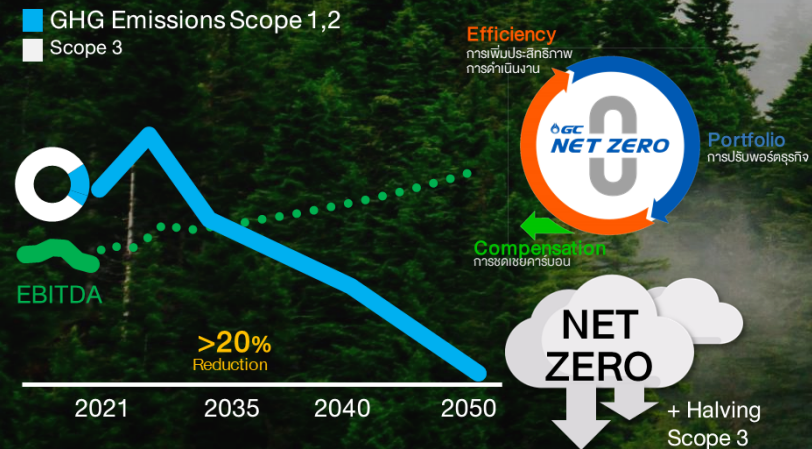 GHG Emissions Scope 1,2
Scope 3
EBITDA
>20%
Reduction
2021
2035
2040
2050
Efficiency
การเพิ่มประสิทธิภาพ
การดำเนินงาน
GC
NET ZERO
Portfolio
การปรับพอร์ตธุรกิจ
Compensation
การชดเชยคาร์บอน
NET
ZERO
+ Halving
Scope 3